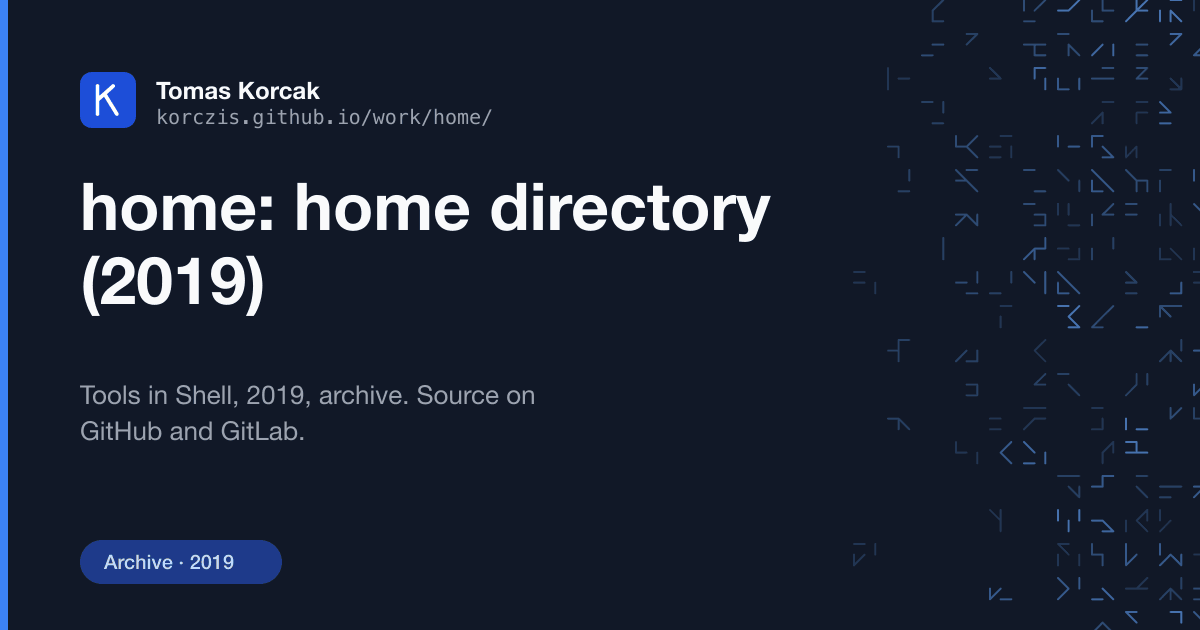 K
Tomas Korcak
korczis.github.io/work/home/
home: home directory
(2019)
Tools in Shell, 2019, archive. Source on
GitHub and GitLab.
Archive · 2019